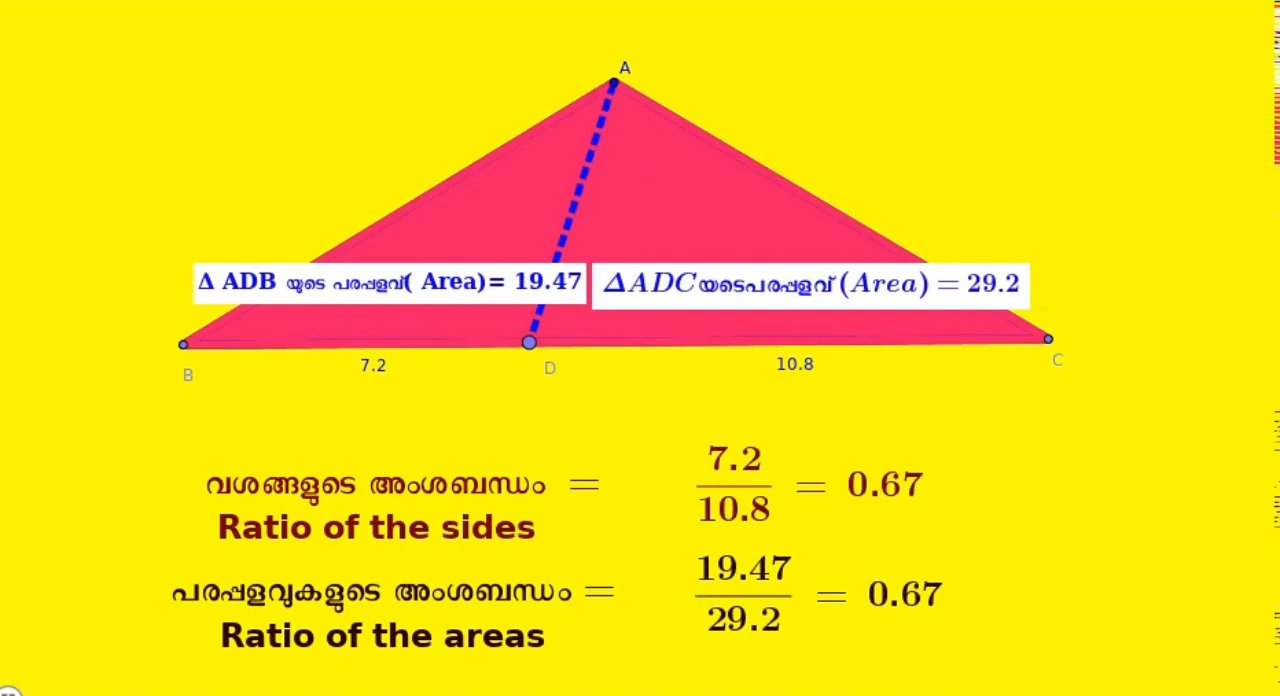 A
Δ ADB യുടെ പരപ്പളവ്( Area)= 19.47
ΔADCയടെപരപ്പളവ് (Area) = 29.2
B
7.2
D
10.8
C
വശങ്ങളുടെ അംശബന്ധം =
7.2
10.8
= 0.67
Ratio of the sides
പരപ്പളവുകളുടെ അംശബന്ധം =
19.47
29.2
= 0.67
Ratio of the areas